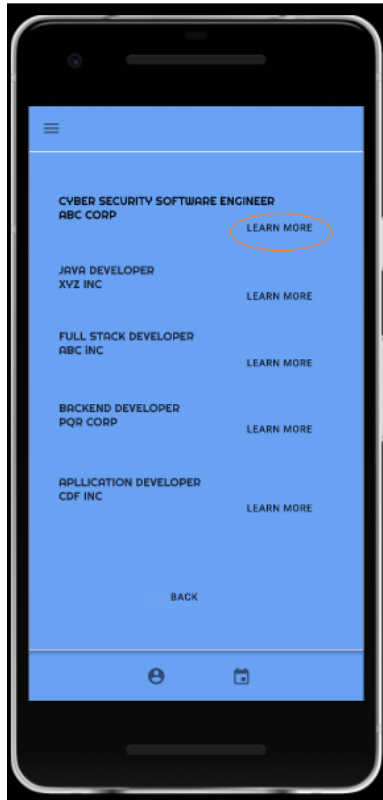 CYBER SECURITY SOFTWARE ENGINEER
ABC CORP
LEARN MORE
JAVA DEVELOPER
XYZ INC
LEARN MORE
FULL STACK DEVELOPER
ABC iNC
LEARN MORE
BACKEND DEVELOPER
PQR CORP
LEARN MORE
APLLICATION DEVELOPER
CDF INC
LEARN MORE
BACK